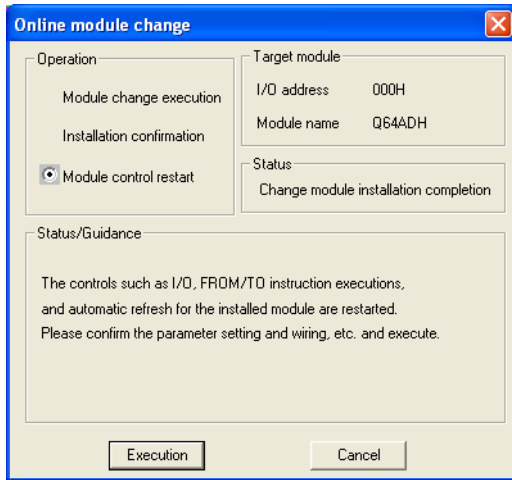 Online module change
Operation
Module change execution
Installation confirmation
Module control restart
Target module
I/O address 000H
Module name Q64ADH
Status
Change module installation completion
Status/Guidance
The controls such as I/O, FROM/TO instruction executions,
and automatic refresh for the installed module are restarted.
Please confirm the parameter setting and wiring, etc. and execute.
Execution
Cancel